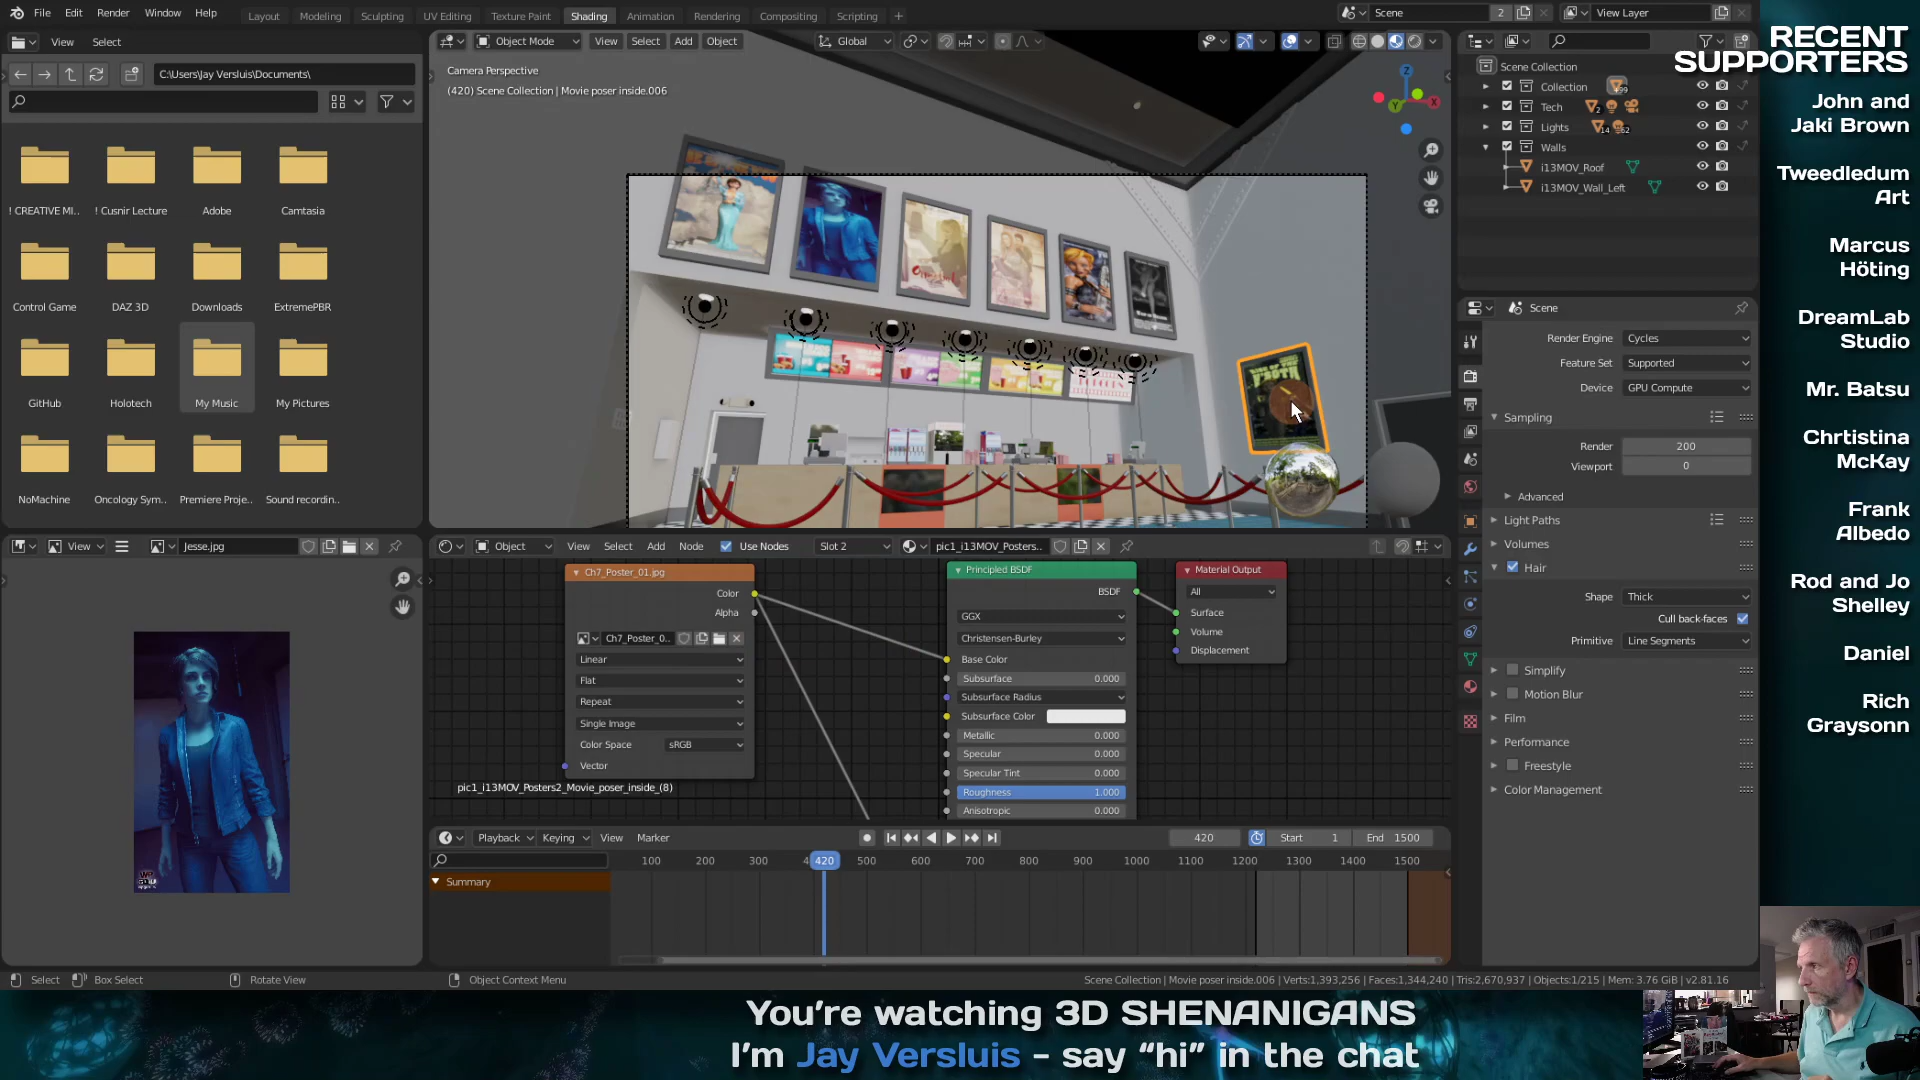 File Edit Render Window Help
Layout Modeling Sculpting UV Editing Texture Paint Shading Animation Rendering Compositing Scripting +
Scene 2 View Layer
View Select
C:\Users\Jay Versluis\Documents\
! CREATIVE MI.. ! Cusnir Lecture Adobe Camtasia
Control Game DAZ 3D Downloads ExtremePBR
GitHub Holotech My Music My Pictures
NoMachine Oncology Sym.. Premiere Proje.. Sound recordin..
Object Mode View Select Add Object Global
Camera Perspective
(420) Scene Collection | Movie poser inside.006
Scene Collection
Collection
Tech 2
Lights 14
Walls
i13MOV_Roof
i13MOV_Wall_Left
Scene
Render Engine Cycles
Feature Set Supported
Device GPU Compute
Sampling
Render 200
Viewport 0
Advanced
Light Paths
Volumes
Hair
Shape Thick
Cull back-faces
Primitive Line Segments
Simplify
Motion Blur
Film
Performance
Freestyle
Color Management
View Jesse.jpg
Object View Select Add Node Use Nodes Slot 2 pic1_i13MOV_Posters..
Ch7_Poster_01.jpg
Color
Alpha
Ch7_Poster_0..
Linear
Flat
Repeat
Single Image
Color Space sRGB
Vector
pic1_i13MOV_Posters2_Movie_poser_inside_(8)
Principled BSDF
BSDF
GGX
Christensen-Burley
Base Color
Subsurface 0.000
Subsurface Radius
Subsurface Color
Metallic 0.000
Specular 0.000
Specular Tint 0.000
Roughness 1.000
Anisotropic 0.000
Material Output
All
Surface
Volume
Displacement
Playback Keying View Marker 420 Start 1 End 1500
100 200 300 4 420 500 600 700 800 900 1000 1100 1200 1300 1400 1500
Summary
Select Box Select Rotate View Object Context Menu
Scene Collection | Movie poser inside.006 | Verts:1,393,256 | Faces:1,344,240 | Tris:2,670,937 | Objects:1/215 | Mem: 3.76 GiB | v2.81.16
RECENT
SUPPORTERS
John and
Jaki Brown
Tweedledum
Art
Marcus
Höting
DreamLab
Studio
Mr. Batsu
Chrtistina
McKay
Frank
Albedo
Rod and Jo
Shelley
Daniel
Rich
Graysonn
You're watching 3D SHENANIGANS
I'm Jay Versluis - say "hi" in the chat